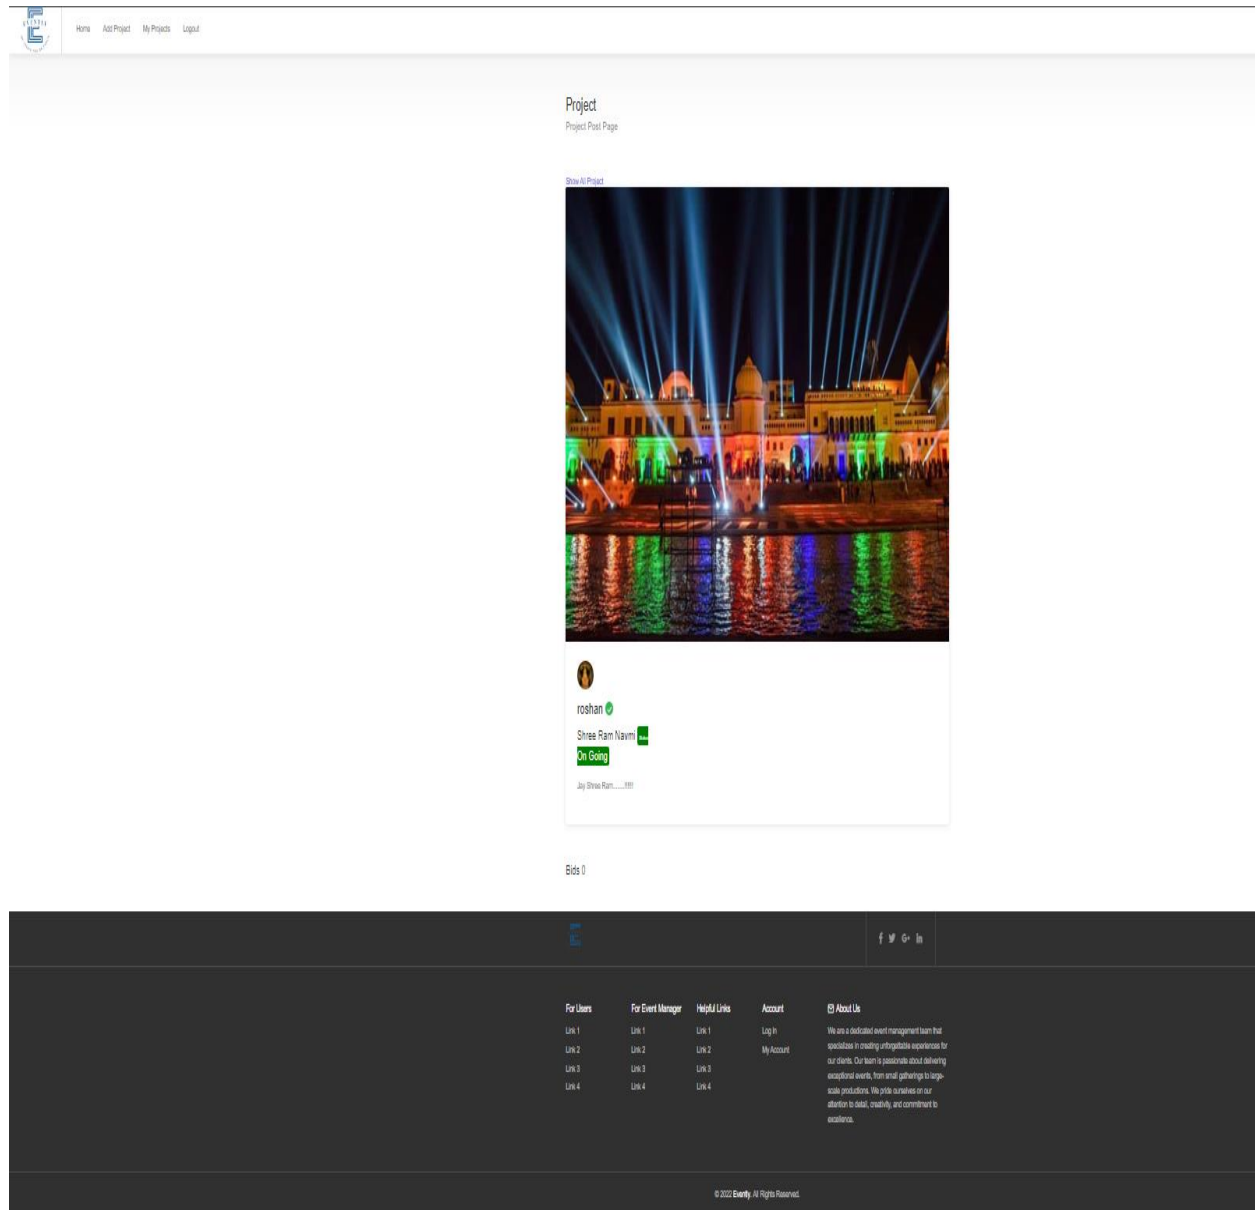 Home Add Project My Projects Logout
Project
Project Post Page
Show All Project
roshan
Shree Ram Navmi
On Going
Jay Shree Ram.......!!!!!
Bids 0
For Users
Link 1
Link 2
Link 3
Link 4
For Event Manager
Link 1
Link 2
Link 3
Link 4
Helpful Links
Link 1
Link 2
Link 3
Link 4
Account
Log In
My Account
About Us
We are a dedicated event management team that
specializes in creating unforgettable experiences for
our clients. Our team is passionate about delivering
exceptional events, from small gatherings to large-
scale productions. We pride ourselves on our
attention to detail, creativity, and commitment to
excellence.
© 2022 Evently. All Rights Reserved.